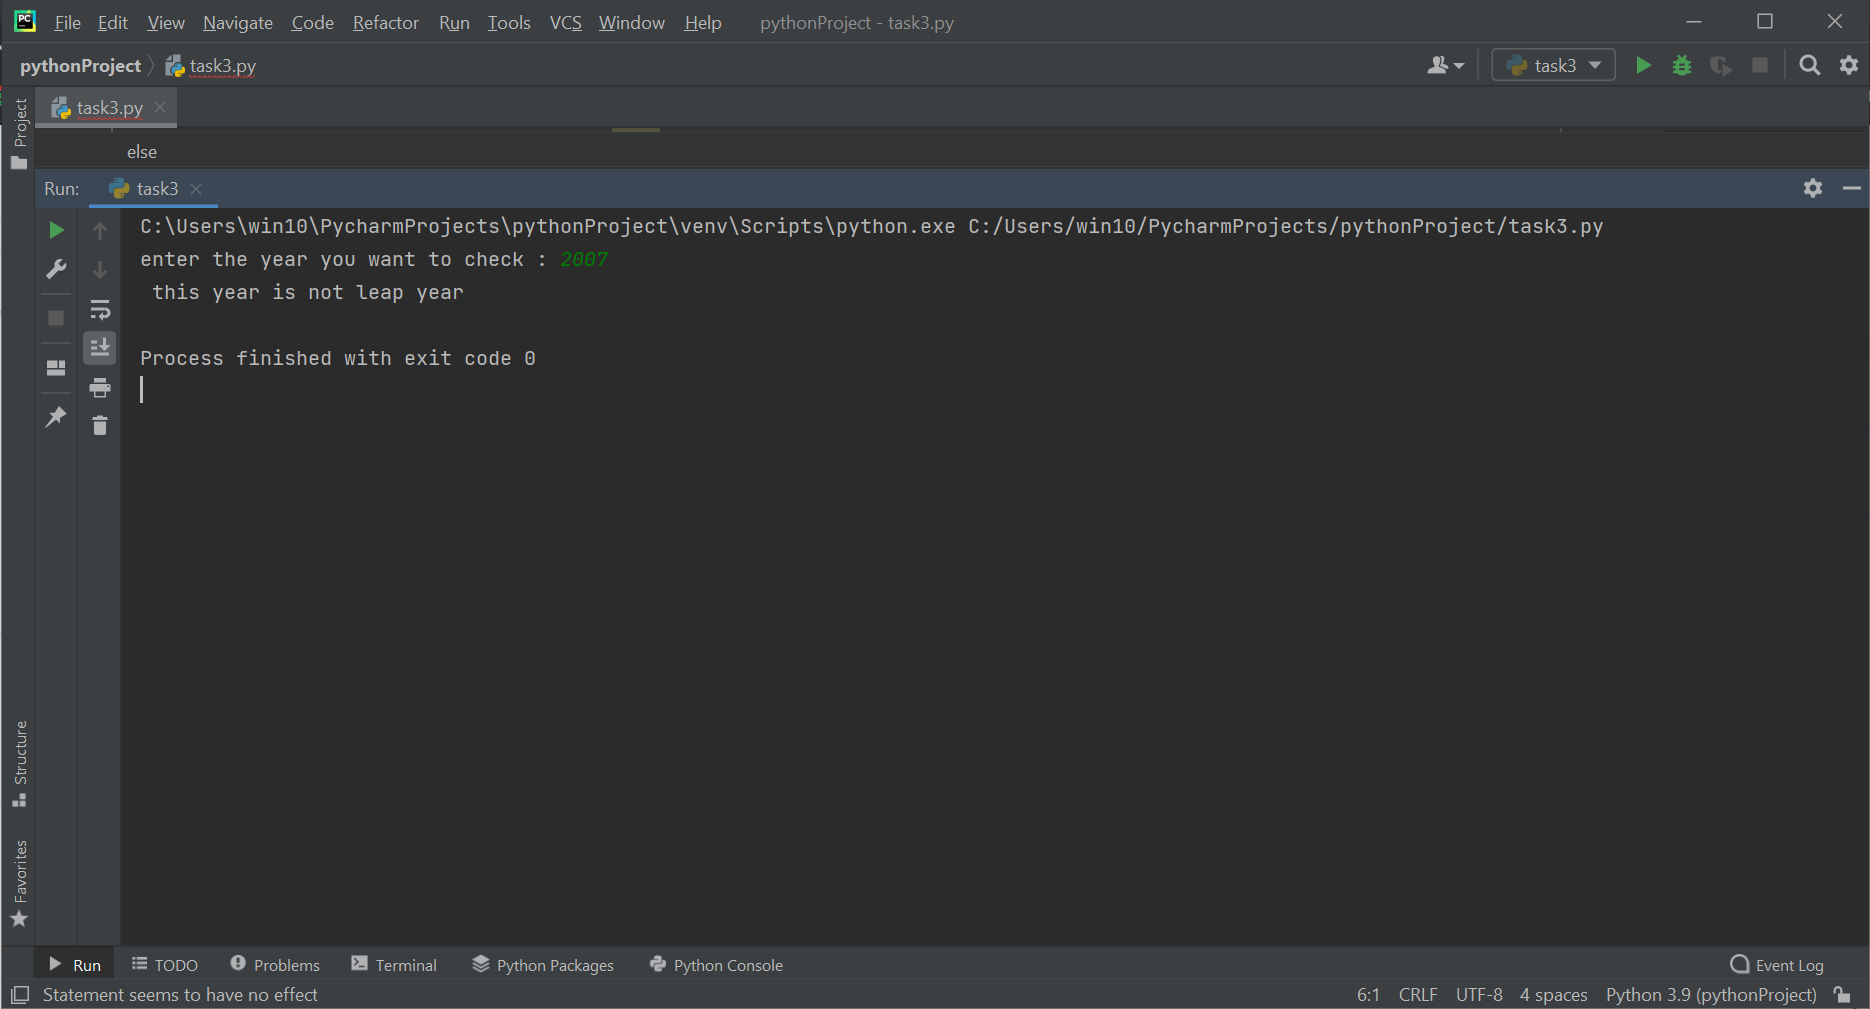 PC File Edit View Navigate Code Refactor Run Tools VCS Window Help pythonProject - task3.py
pythonProject task3.py task3
Project task3.py
else
Run: task3
C:\Users\win10\PycharmProjects\pythonProject\venv\Scripts\python.exe C:/Users/win10/PycharmProjects/pythonProject/task3.py
enter the year you want to check : 2007
this year is not leap year
Process finished with exit code 0
Structure
Favorites
Run TODO Problems Terminal Python Packages Python Console Event Log
Statement seems to have no effect 6:1 CRLF UTF-8 4 spaces Python 3.9 (pythonProject)